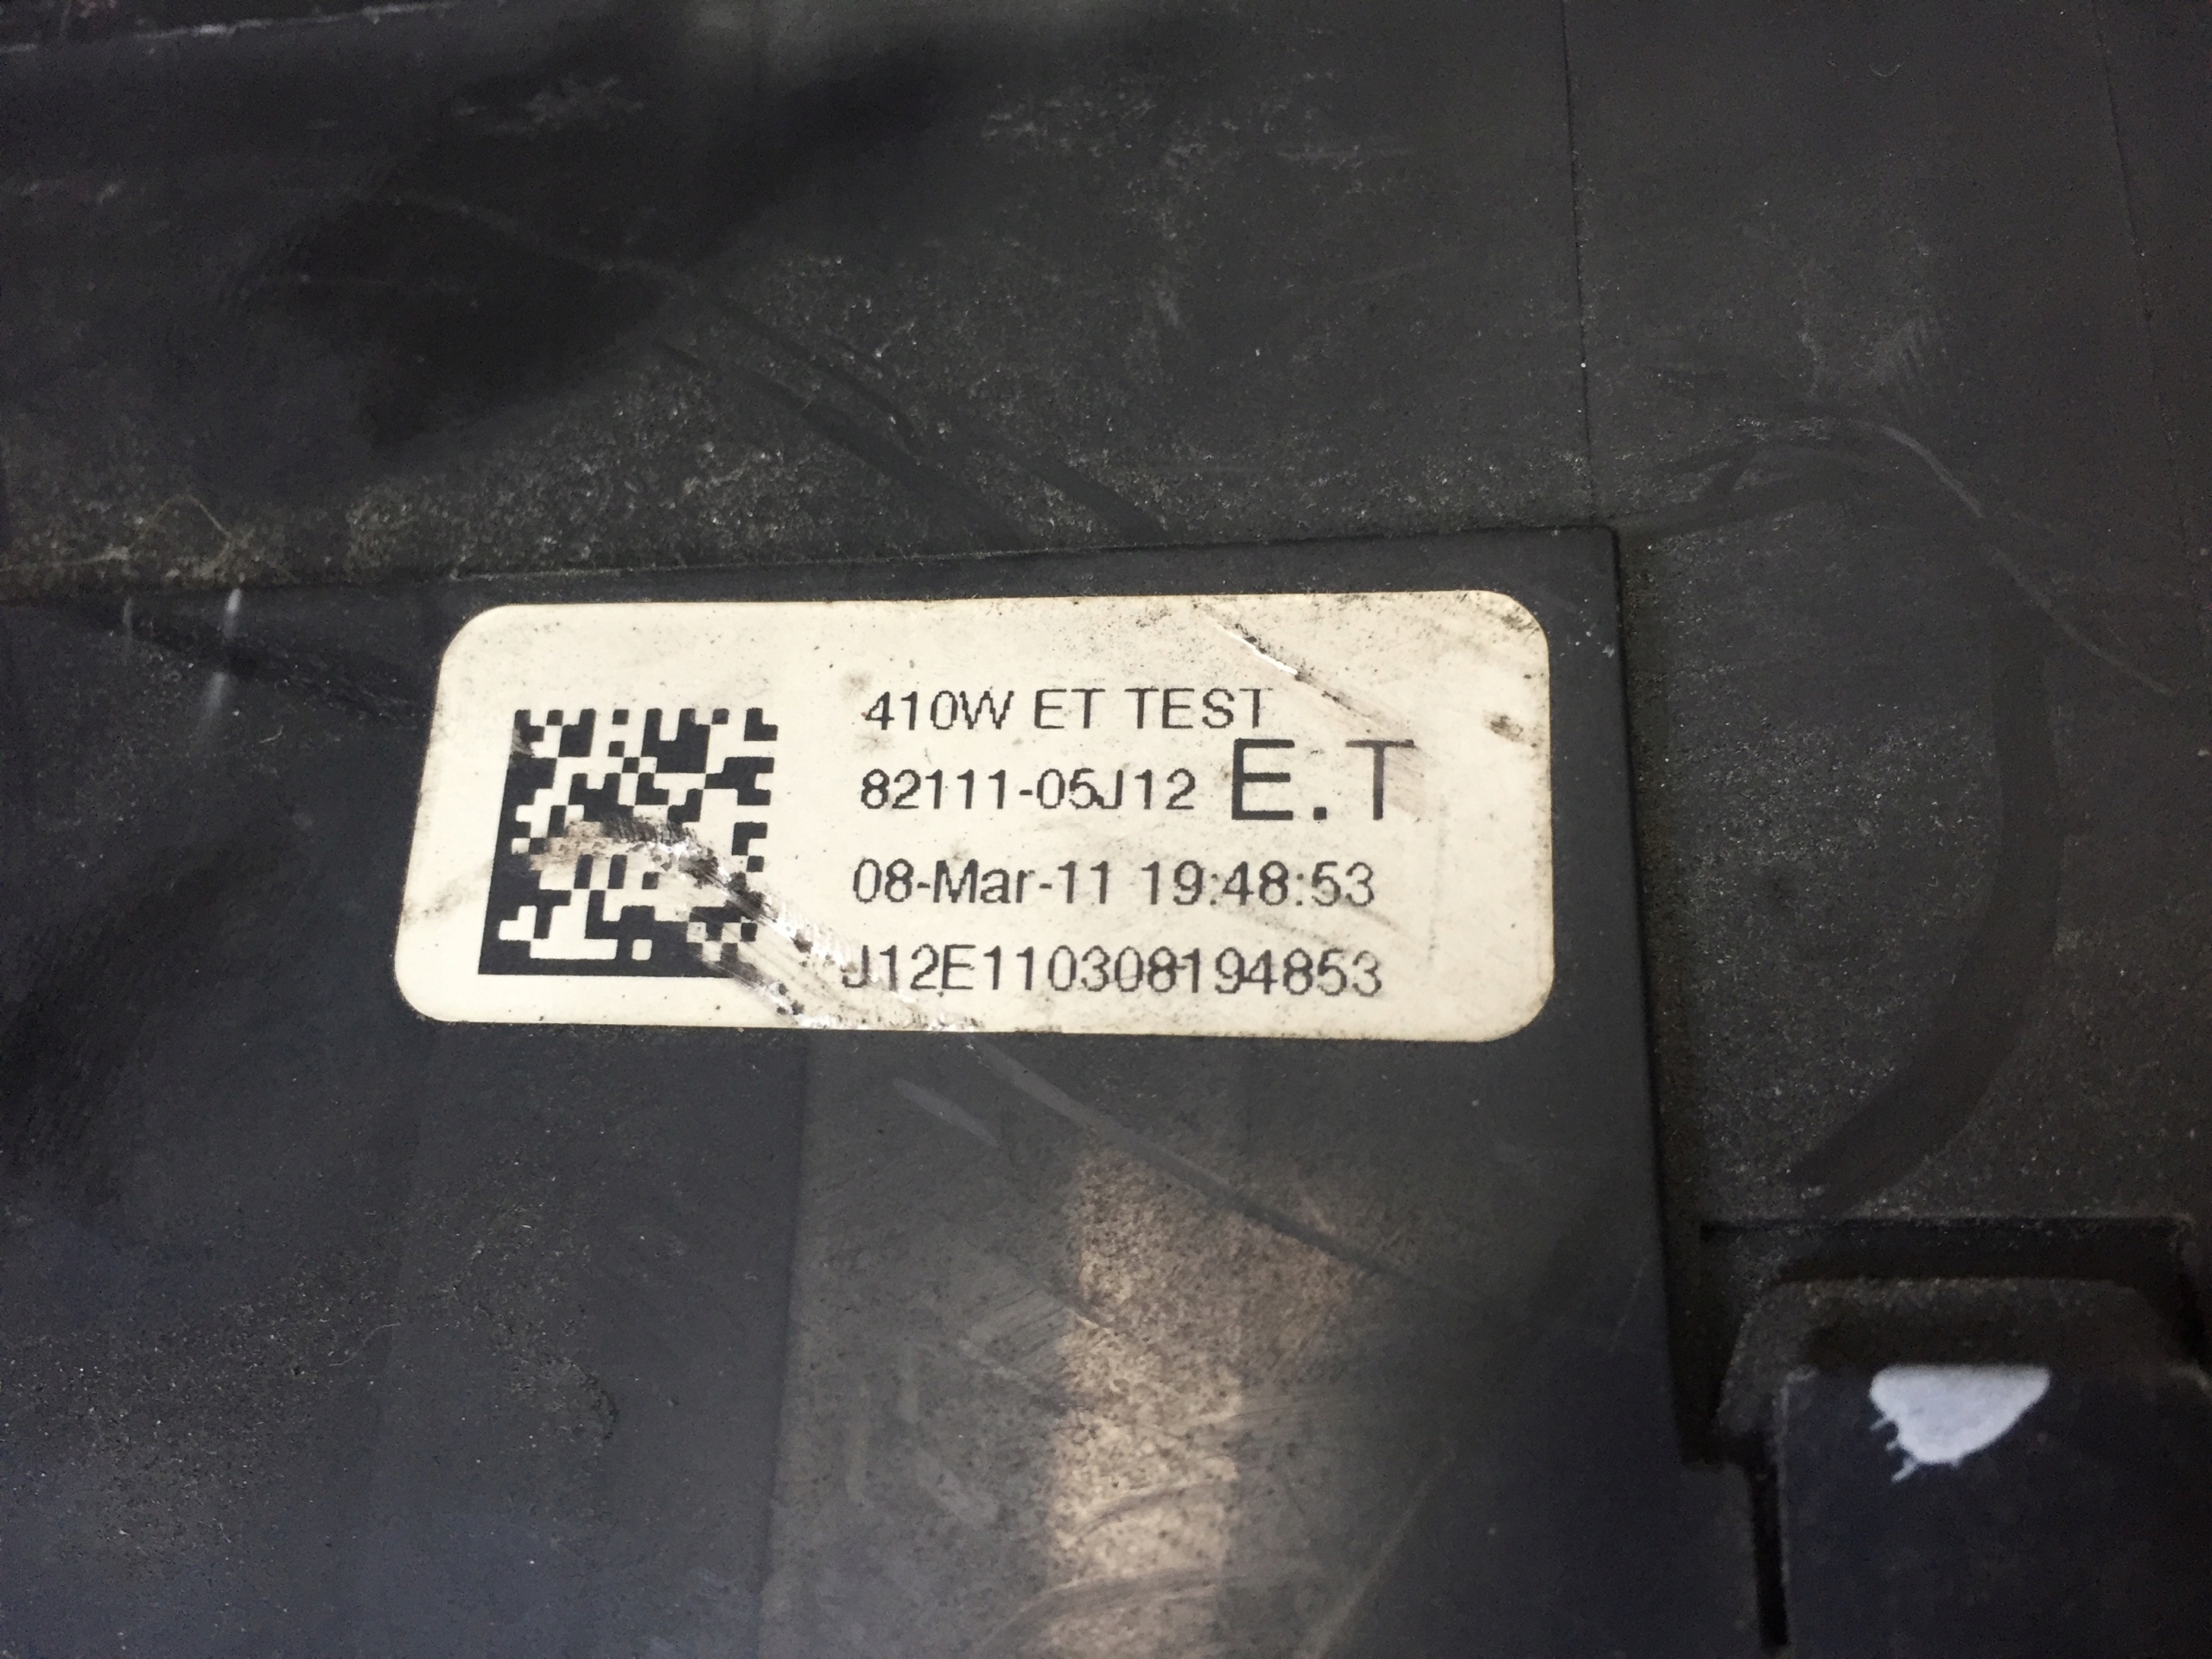 410W ET TEST
82111-05J12 E.T
08-Mar-11 19:48:53
J12E110308194853